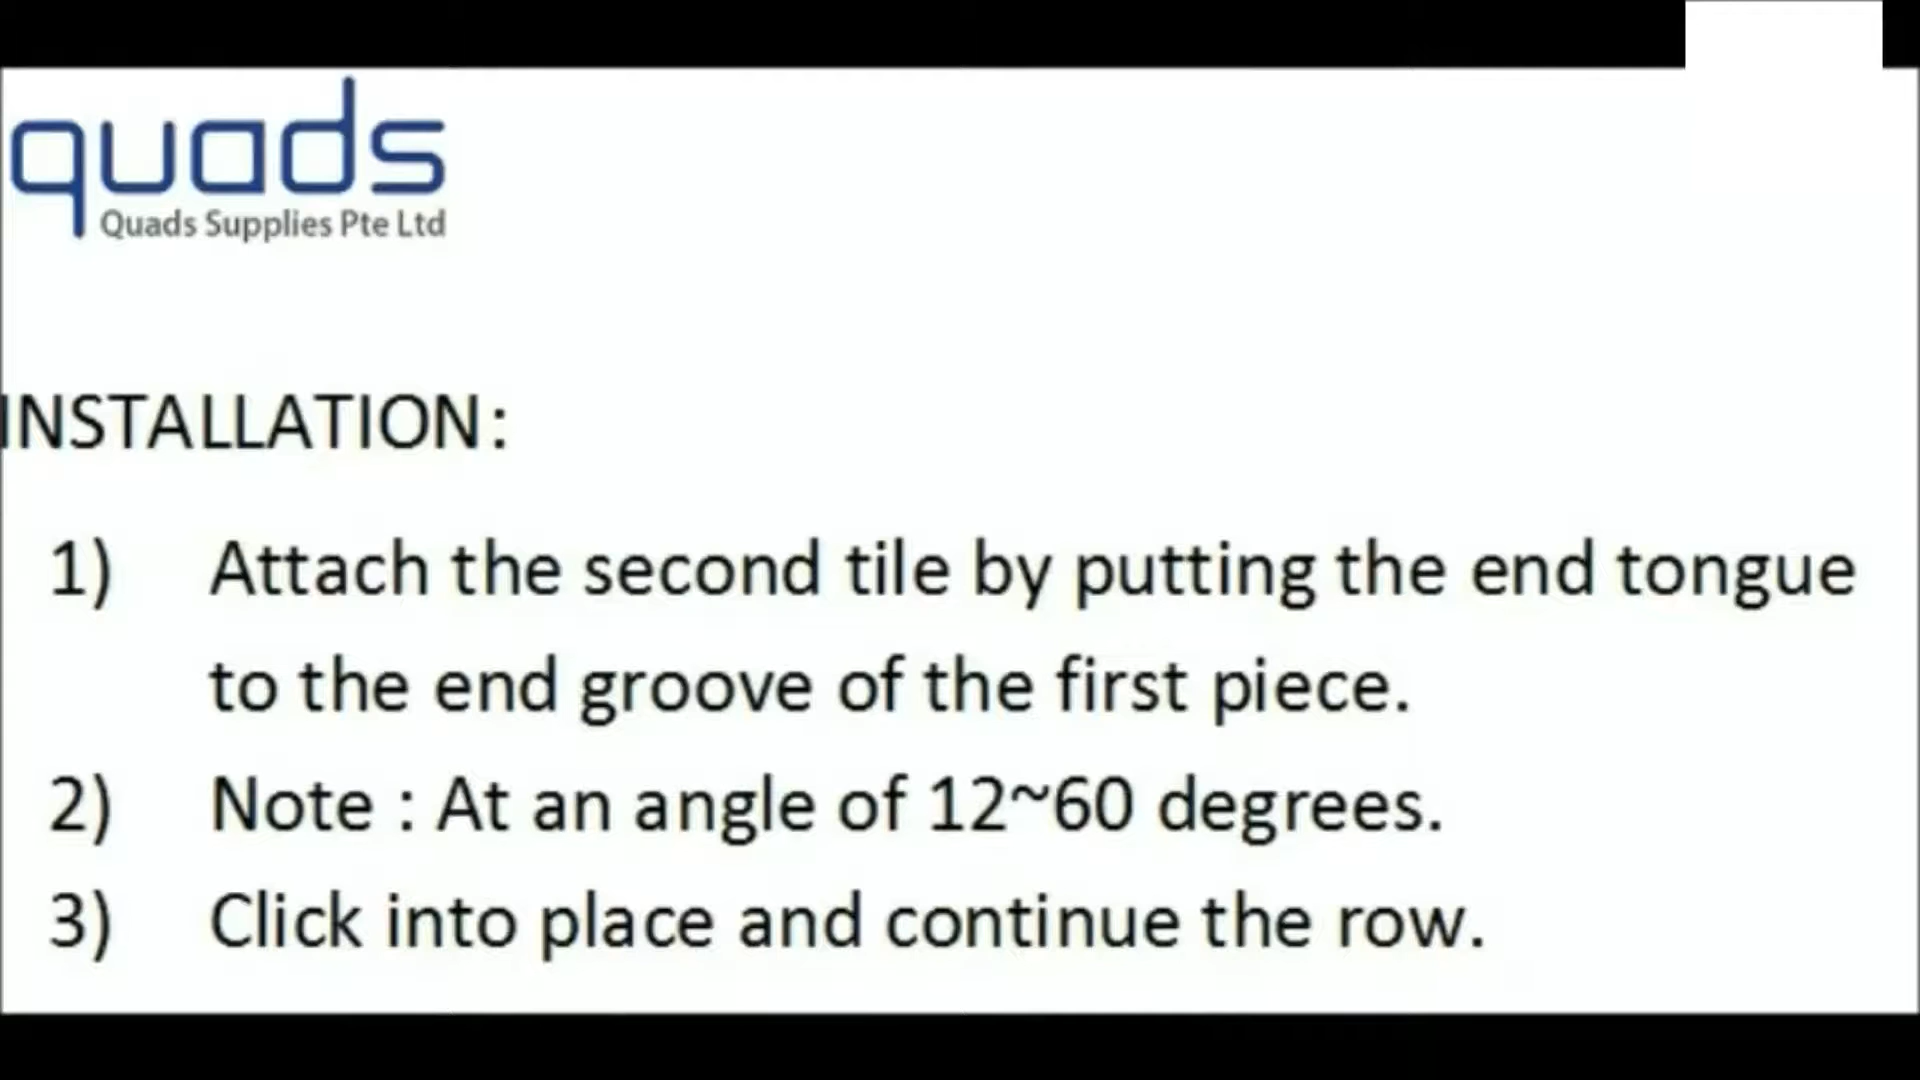 quads
Quads Supplies Pte Ltd
INSTALLATION:
1) Attach the second tile by putting the end tongue
to the end groove of the first piece.
2) Note : At an angle of 12~60 degrees.
3) Click into place and continue the row.